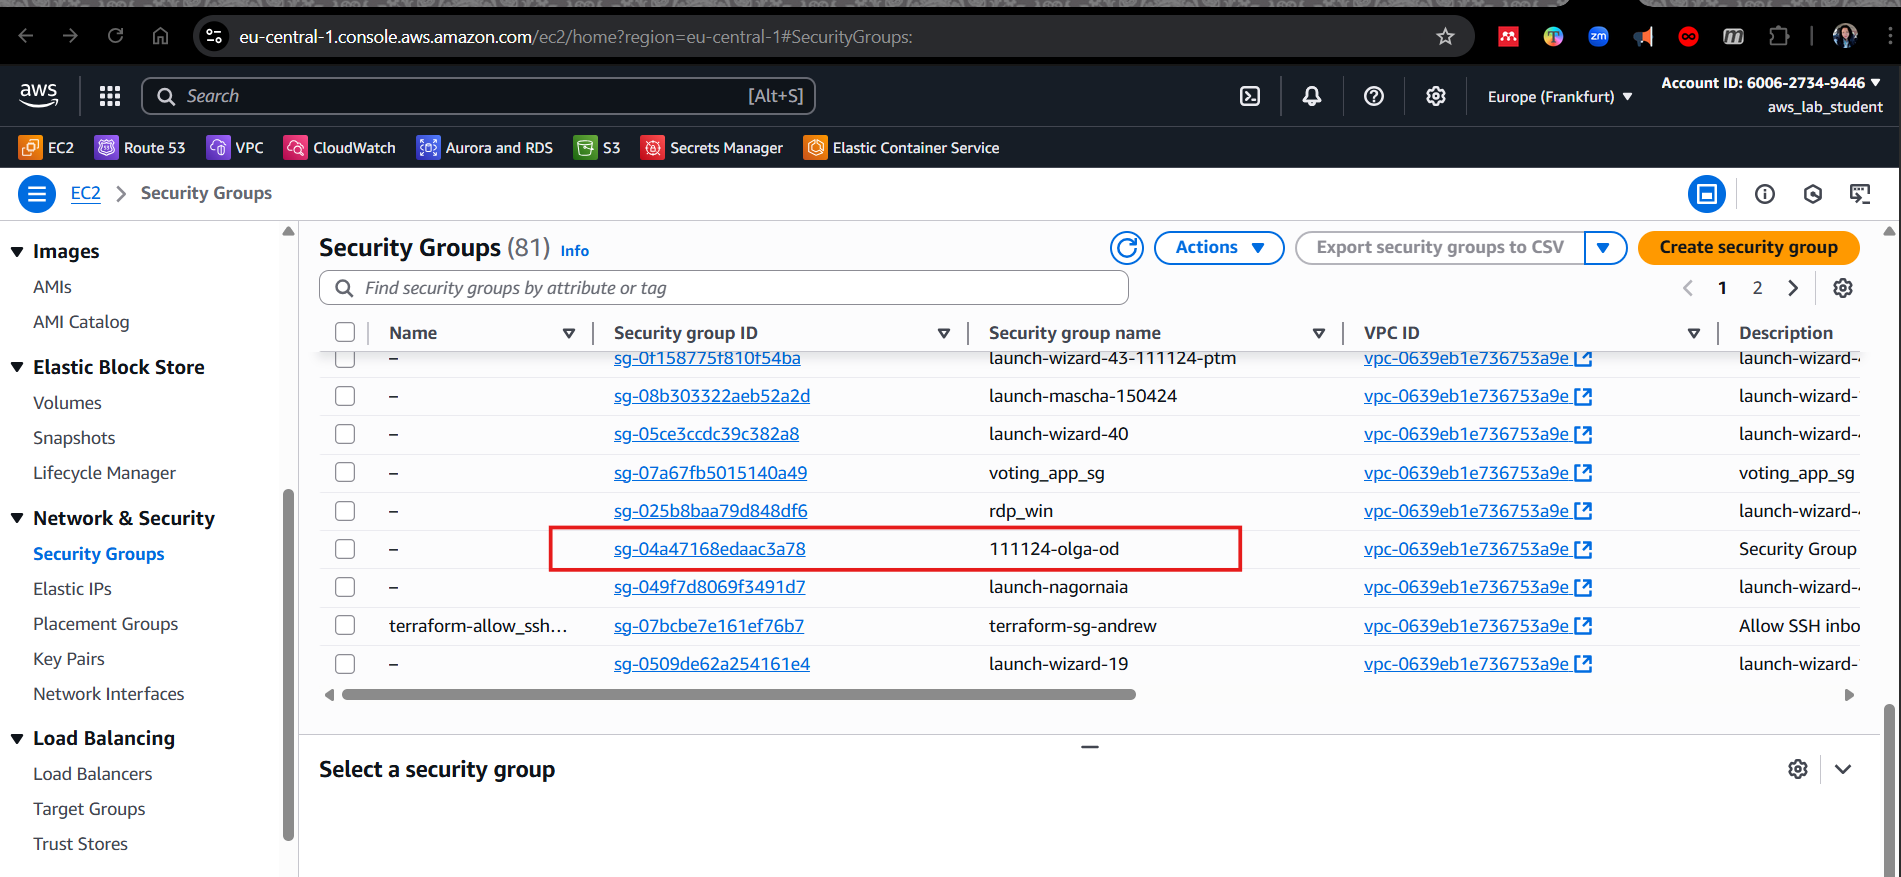 eu-central-1.console.aws.amazon.com/ec2/home?region=eu-central-1#SecurityGroups:
aws
Search
[Alt+S]
Europe (Frankfurt)
Account ID: 6006-2734-9446
aws_lab_student
EC2
Route 53
VPC
CloudWatch
Aurora and RDS
S3
Secrets Manager
Elastic Container Service
EC2
Security Groups
Images
AMIs
AMI Catalog
Elastic Block Store
Volumes
Snapshots
Lifecycle Manager
Network & Security
Security Groups
Elastic IPs
Placement Groups
Key Pairs
Network Interfaces
Load Balancing
Load Balancers
Target Groups
Trust Stores
Security Groups (81) Info
Actions
Export security groups to CSV
Create security group
Find security groups by attribute or tag
1 2
Name Security group ID Security group name VPC ID Description
– sg-0f158775f810f54ba launch-wizard-43-111124-ptm vpc-0639eb1e736753a9e launch-wizard-
– sg-08b303322aeb52a2d launch-mascha-150424 vpc-0639eb1e736753a9e launch-wizard-
– sg-05ce3ccdc39c382a8 launch-wizard-40 vpc-0639eb1e736753a9e launch-wizard-
– sg-07a67fb5015140a49 voting_app_sg vpc-0639eb1e736753a9e voting_app_sg
– sg-025b8baa79d848df6 rdp_win vpc-0639eb1e736753a9e launch-wizard-
– sg-04a47168edaac3a78 111124-olga-od vpc-0639eb1e736753a9e Security Group
– sg-049f7d8069f3491d7 launch-nagornaia vpc-0639eb1e736753a9e launch-wizard-
terraform-allow_ssh... sg-07bcbe7e161ef76b7 terraform-sg-andrew vpc-0639eb1e736753a9e Allow SSH inbo
– sg-0509de62a254161e4 launch-wizard-19 vpc-0639eb1e736753a9e launch-wizard-
Select a security group